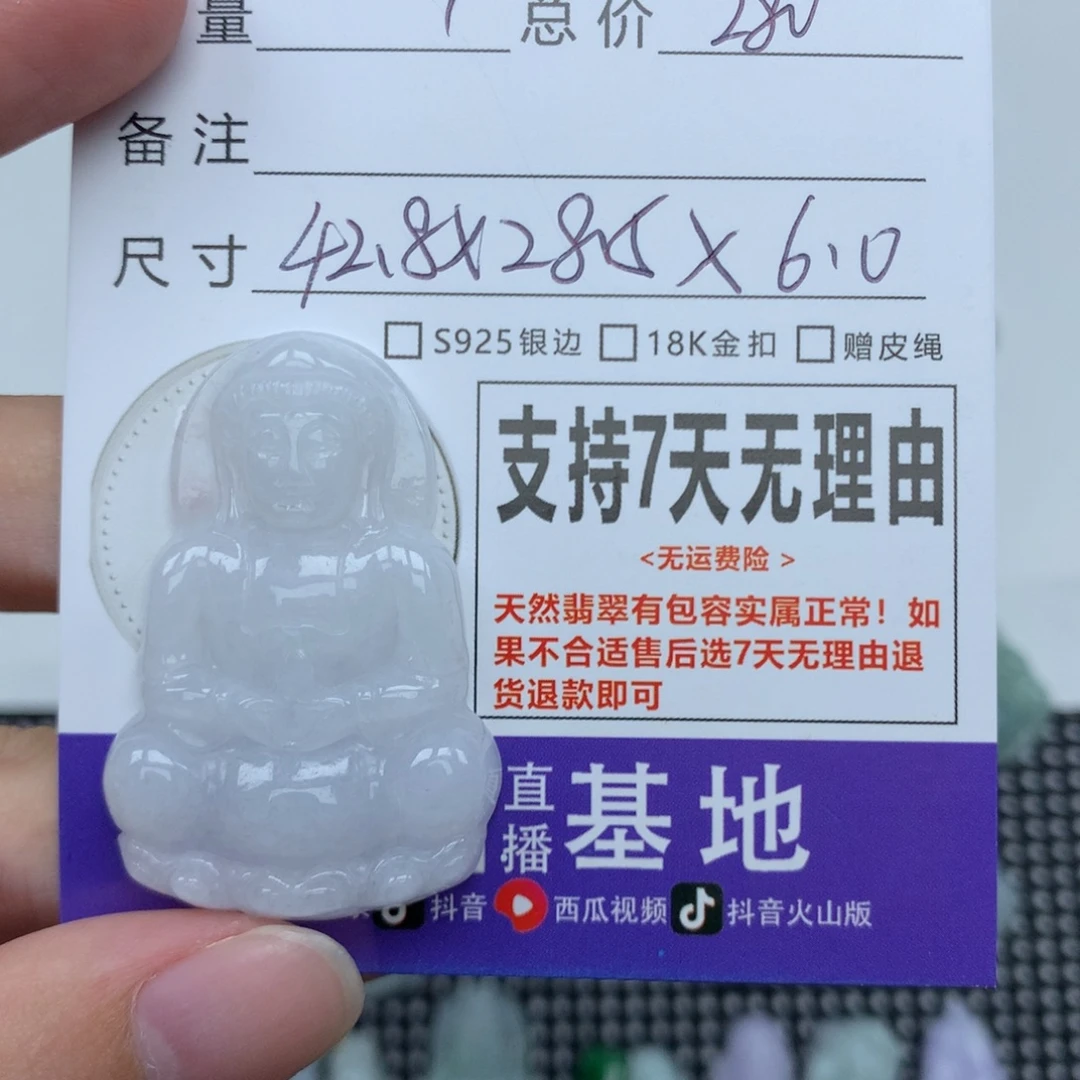 量 1 总价 280
备注
尺寸 42.8X28.5X6.0
S925银边 18K金扣 赠皮绳
支持7天无理由
<无运费险 >
天然翡翠有包容实属正常！如
果不合适售后选7天无理由退
货退款即可
直播基地
抖音 西瓜视频 抖音火山版